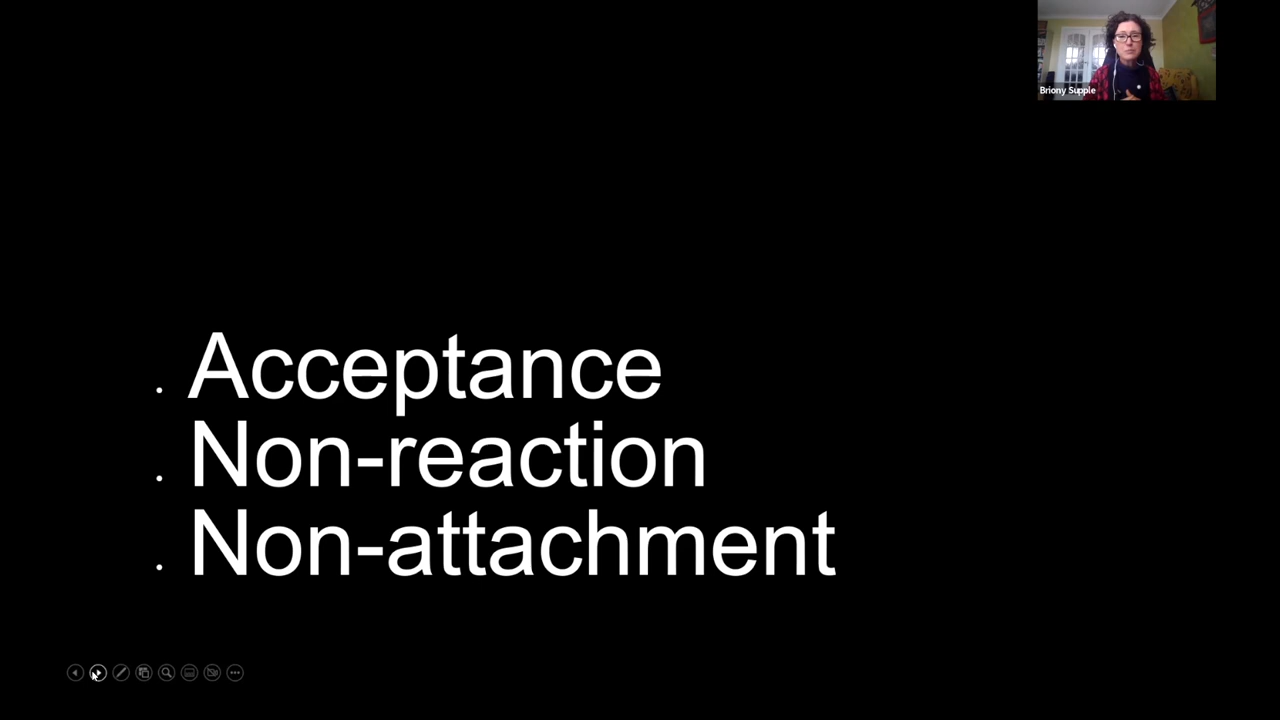 Briony Supple
. Acceptance
. Non-reaction
. Non-attachment